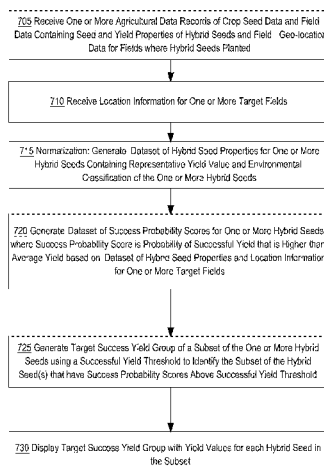 705 Receive One or More Agricultural Data Records of Crop Seed Data and Field
Data Containing Seed and Yield Properties of Hybrid Seeds and Field Geo-location
Data for Fields where Hybrid Seeds Planted
710 Receive Location Information for One or More Target Fields
715 Normalization: Generate Dataset of Hybrid Seed Properties for One or More
Hybrid Seeds Containing Representative Yield Value and Environmental
Classification of the One or More Hybrid Seeds
720 Generate Dataset of Success Probability Scores for One or More Hybrid Seeds
where Success Probability Score is Probability of Successful Yield that is Higher than
Average Yield based on Dataset of Hybrid Seed Properties and Location Information
for One or More Target Fields
725 Generate Target Success Yield Group of a Subset of the One or More Hybrid
Seeds using a Successful Yield Threshold to Identify the Subset of the Hybrid
Seed(s) that have Success Probability Scores Above Successful Yield Threshold
730 Display Target Success Yield Group with Yield Values for each Hybrid Seed in
the Subset